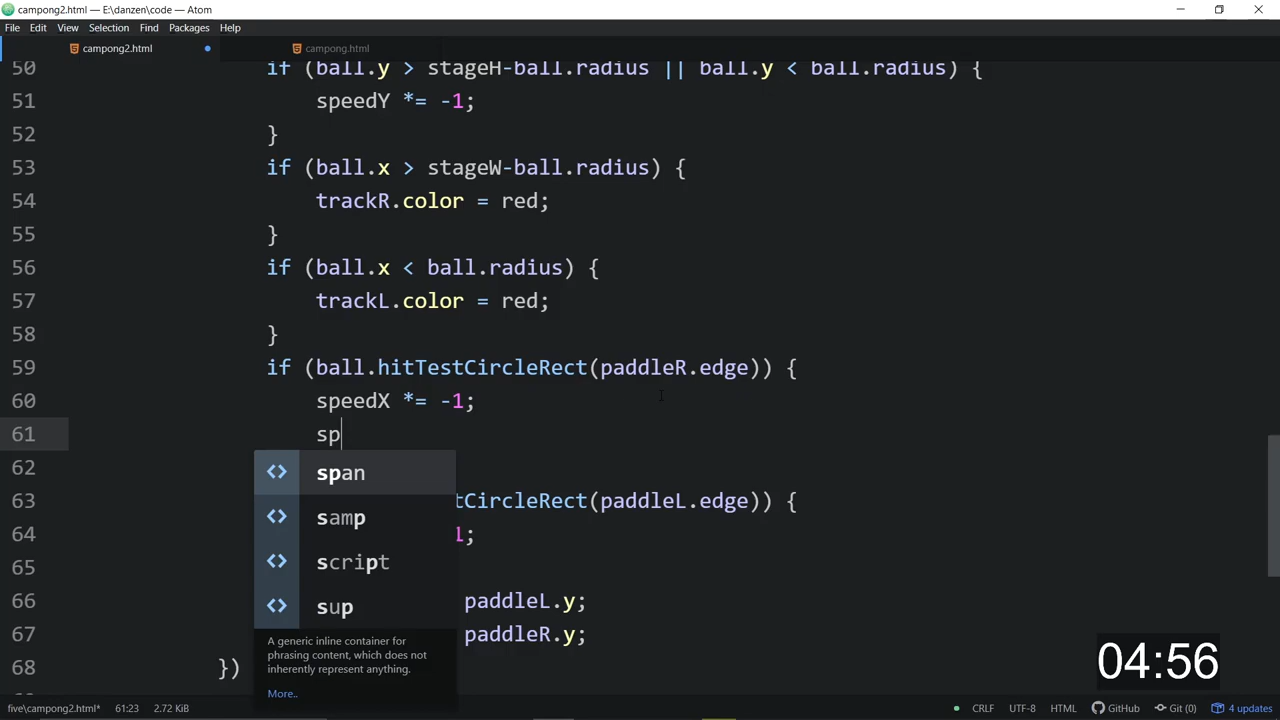 campong2.html — E:\danzen\code — Atom
File Edit View Selection Find Packages Help
campong2.html campong.html
50 if (ball.y > stageH-ball.radius || ball.y < ball.radius) {
51 speedY *= -1;
52 }
53 if (ball.x > stageW-ball.radius) {
54 trackR.color = red;
55 }
56 if (ball.x < ball.radius) {
57 trackL.color = red;
58 }
59 if (ball.hitTestCircleRect(paddleR.edge)) {
60 speedX *= -1;
61 sp
62
span
63 tCircleRect(paddleL.edge)) {
samp
64 1;
65
script
66 paddleL.y;
sup
67 paddleR.y;
A generic inline container for
phrasing content, which does not
inherently represent anything.
68 })
More..
04:56
five\campong2.html* 61:23 2.72 KiB CRLF UTF-8 HTML GitHub Git (0) 4 updates